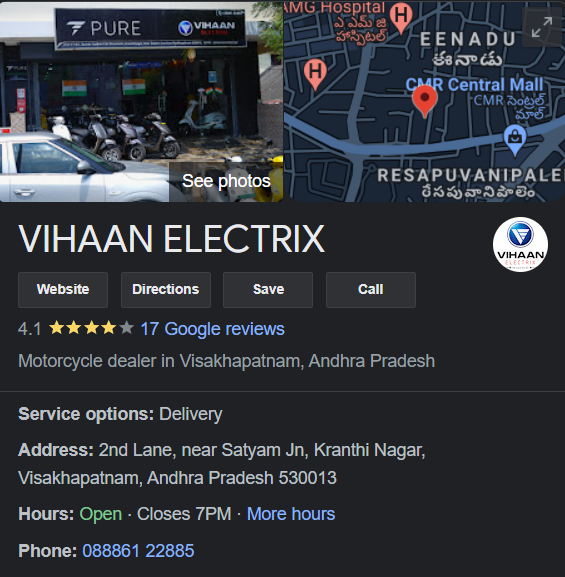 PURE
VIHAAN
ELECTRIX
See photos
AMG Hospital
ఎ ఎమ్ జి
హాస్పిటల్
H
H
EENADU
ఈనాడు
CMR Central Mall
CMR సెంట్రల్
మాల్
RESAPUVANIPALE
రేసపువానిపాలెం
VIHAAN ELECTRIX
VIHAAN
ELECTRIX
Website
Directions
Save
Call
4.1
17 Google reviews
Motorcycle dealer in Visakhapatnam, Andhra Pradesh
Service options: Delivery
Address: 2nd Lane, near Satyam Jn, Kranthi Nagar,
Visakhapatnam, Andhra Pradesh 530013
Hours: Open · Closes 7PM · More hours
Phone: 088861 22885